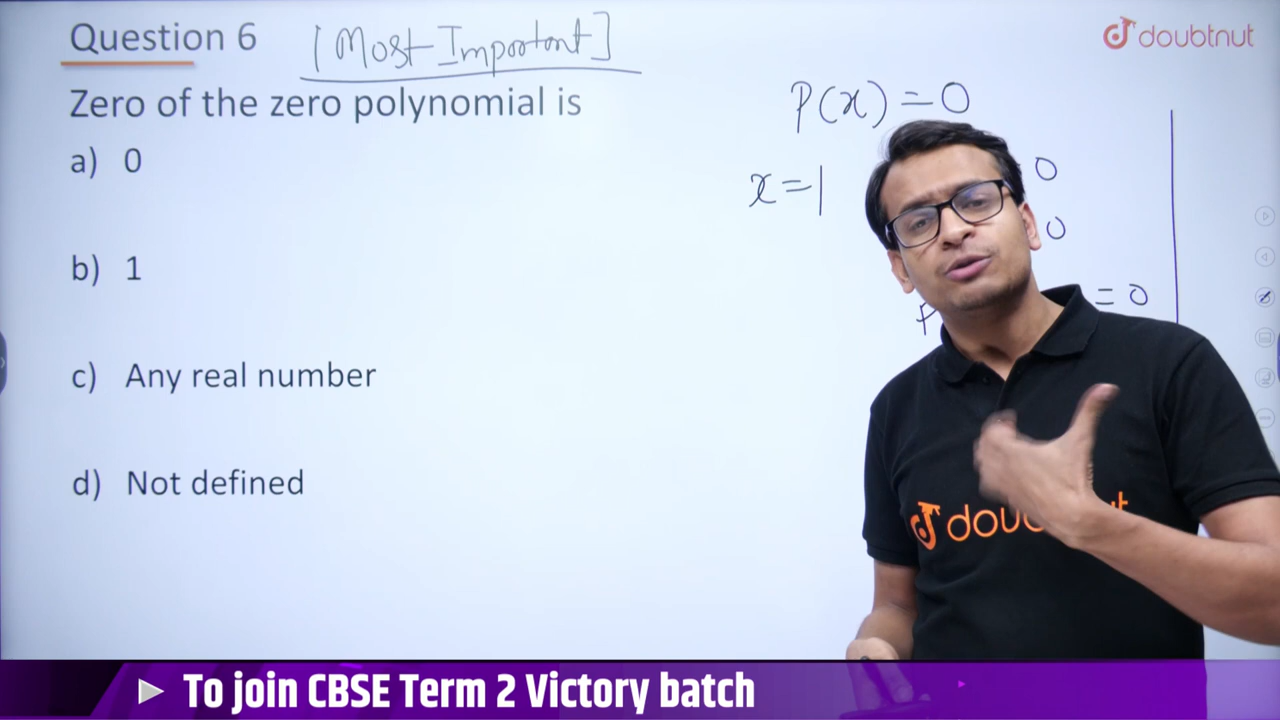 Question 6 [Most Important]
doubtnut
Zero of the zero polynomial is
P(x) = 0
a) 0
x = 1
0
0
b) 1
P
= 0
c) Any real number
d) Not defined
To join CBSE Term 2 Victory batch